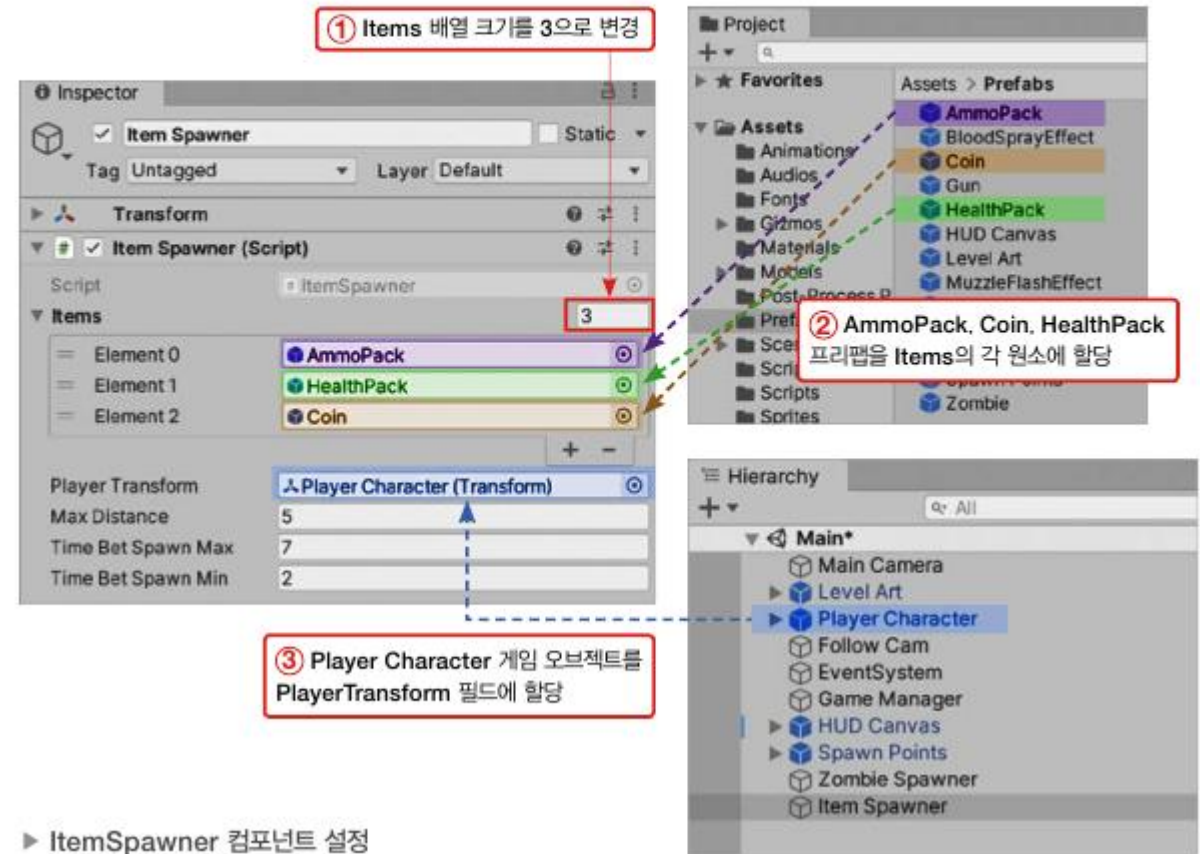 ① Items 배열 크기를 3으로 변경
Inspector
Item Spawner
Static
Tag Untagged
Layer Default
Transform
# Item Spawner (Script)
Script
# ItemSpawner
Items
3
Element 0
AmmoPack
Element 1
HealthPack
Element 2
Coin
+ -
Player Transform
Player Character (Transform)
Max Distance
5
Time Bet Spawn Max
7
Time Bet Spawn Min
2
Project
+
Favorites
Assets
Animations
Audios
Fonts
Gizmos
Materials
Models
Post-Process P
Pref
Sce
Scri
Scripts
Sprites
Assets > Prefabs
AmmoPack
BloodSprayEffect
Coin
Gun
HealthPack
HUD Canvas
Level Art
MuzzleFlashEffect
② AmmoPack, Coin, HealthPack
프리팹을 Items의 각 원소에 할당
Spawn Points
Zombie
Hierarchy
+
All
Main*
Main Camera
Level Art
Player Character
Follow Cam
EventSystem
Game Manager
HUD Canvas
Spawn Points
Zombie Spawner
Item Spawner
③ Player Character 게임 오브젝트를
PlayerTransform 필드에 할당
▶ ItemSpawner 컴포넌트 설정